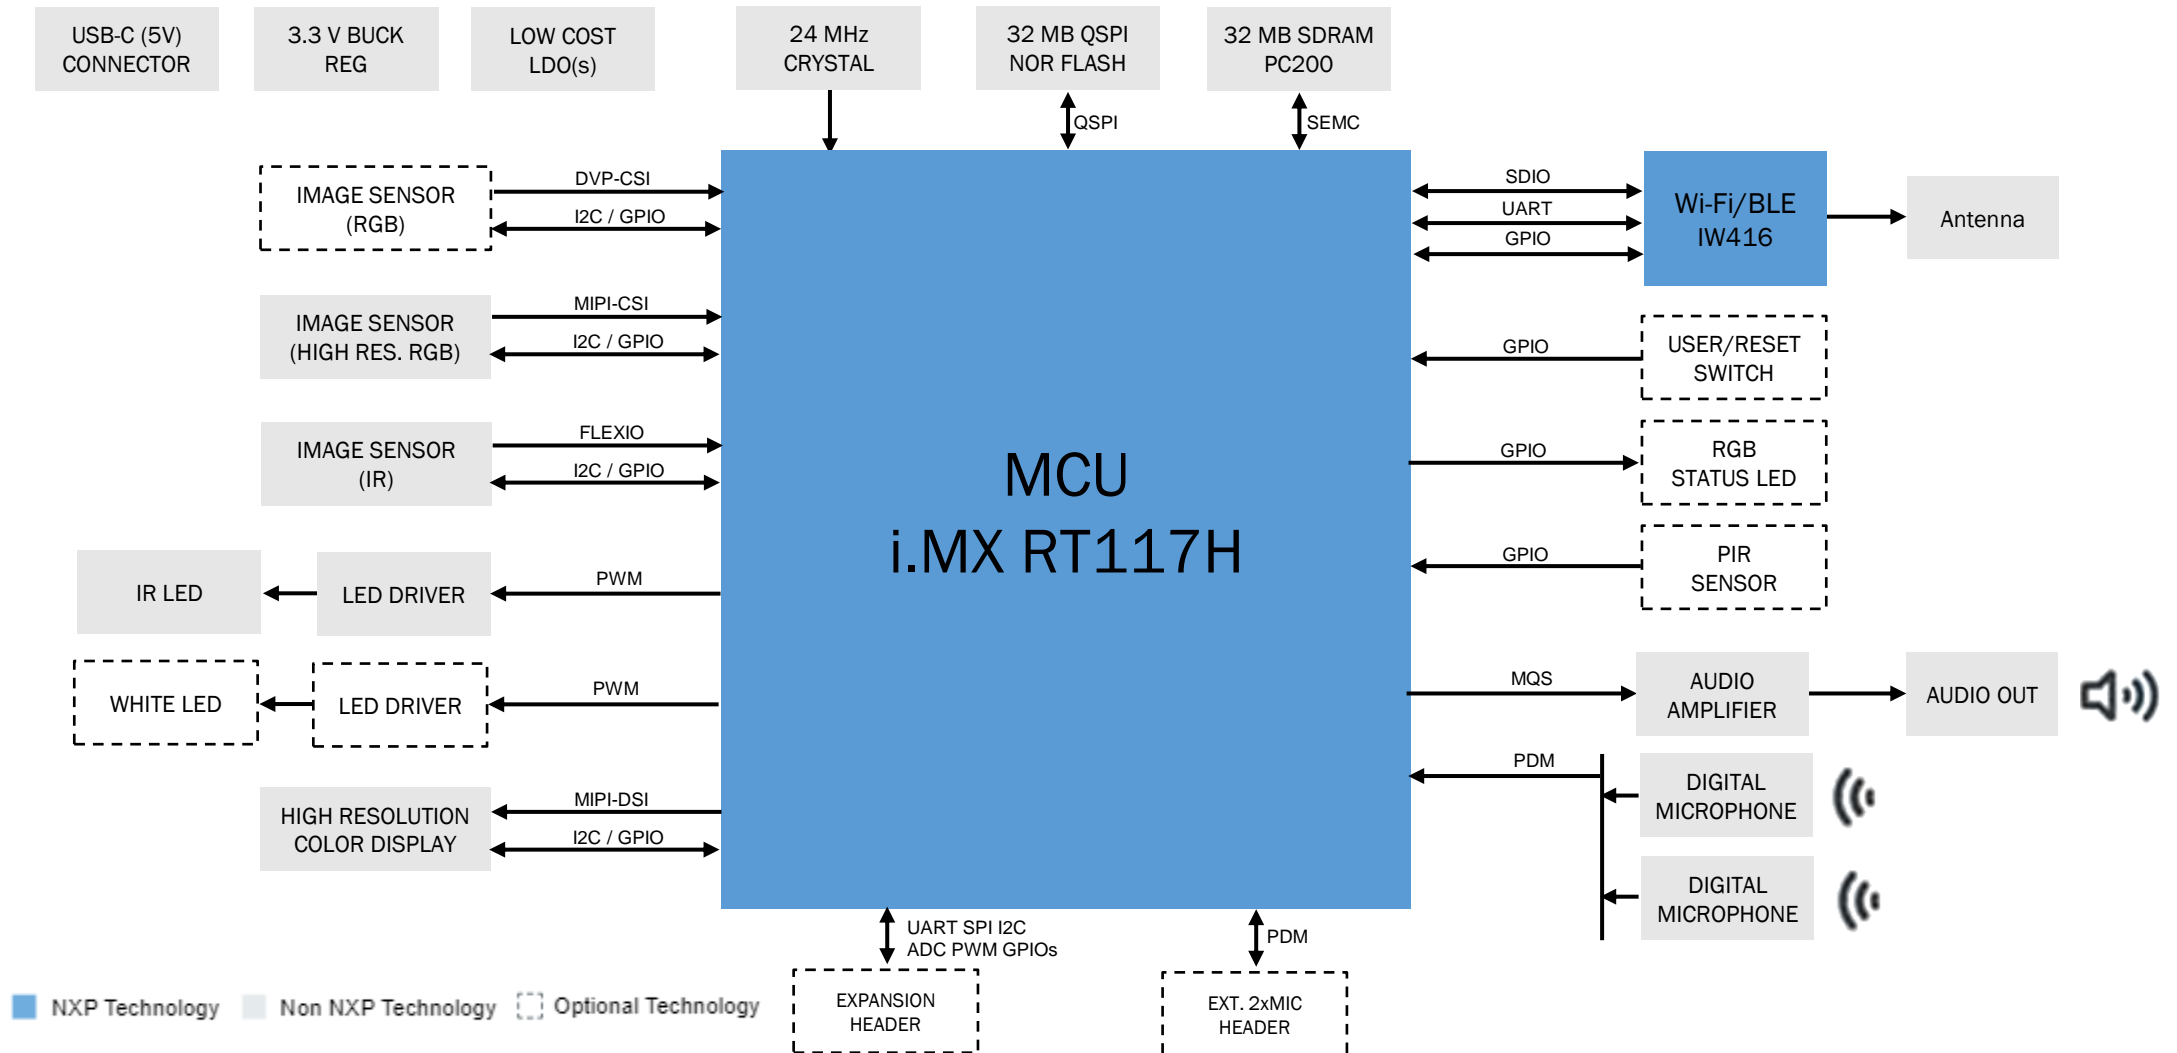 USB-C (5V)
CONNECTOR
3.3 V BUCK
REG
LOW COST
LDO(s)
24 MHz
CRYSTAL
32 MB QSPI
NOR FLASH
32 MB SDRAM
PC200
QSPI
SEMC
IMAGE SENSOR
(RGB)
DVP-CSI
I2C / GPIO
IMAGE SENSOR
(HIGH RES. RGB)
MIPI-CSI
I2C / GPIO
IMAGE SENSOR
(IR)
FLEXIO
I2C / GPIO
IR LED
LED DRIVER
PWM
WHITE LED
LED DRIVER
PWM
HIGH RESOLUTION
COLOR DISPLAY
MIPI-DSI
I2C / GPIO
MCU
i.MX RT117H
SDIO
UART
GPIO
Wi-Fi/BLE
IW416
Antenna
GPIO
USER/RESET
SWITCH
GPIO
RGB
STATUS LED
GPIO
PIR
SENSOR
MQS
AUDIO
AMPLIFIER
AUDIO OUT
PDM
DIGITAL
MICROPHONE
DIGITAL
MICROPHONE
UART SPI I2C
ADC PWM GPIOs
PDM
EXPANSION
HEADER
EXT. 2xMIC
HEADER
NXP Technology
Non NXP Technology
Optional Technology